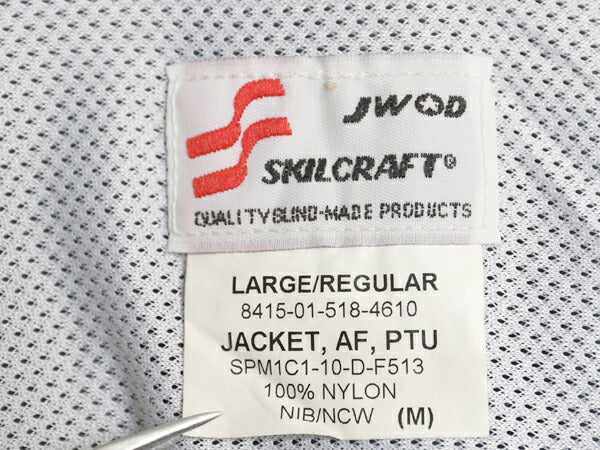 JWOD
SKILCRAFT®
QUALITY BLIND-MADE PRODUCTS
LARGE/REGULAR
8415-01-518-4610
JACKET, AF, PTU
SPM1C1-10-D-F513
100% NYLON
NIB/NCW (M)